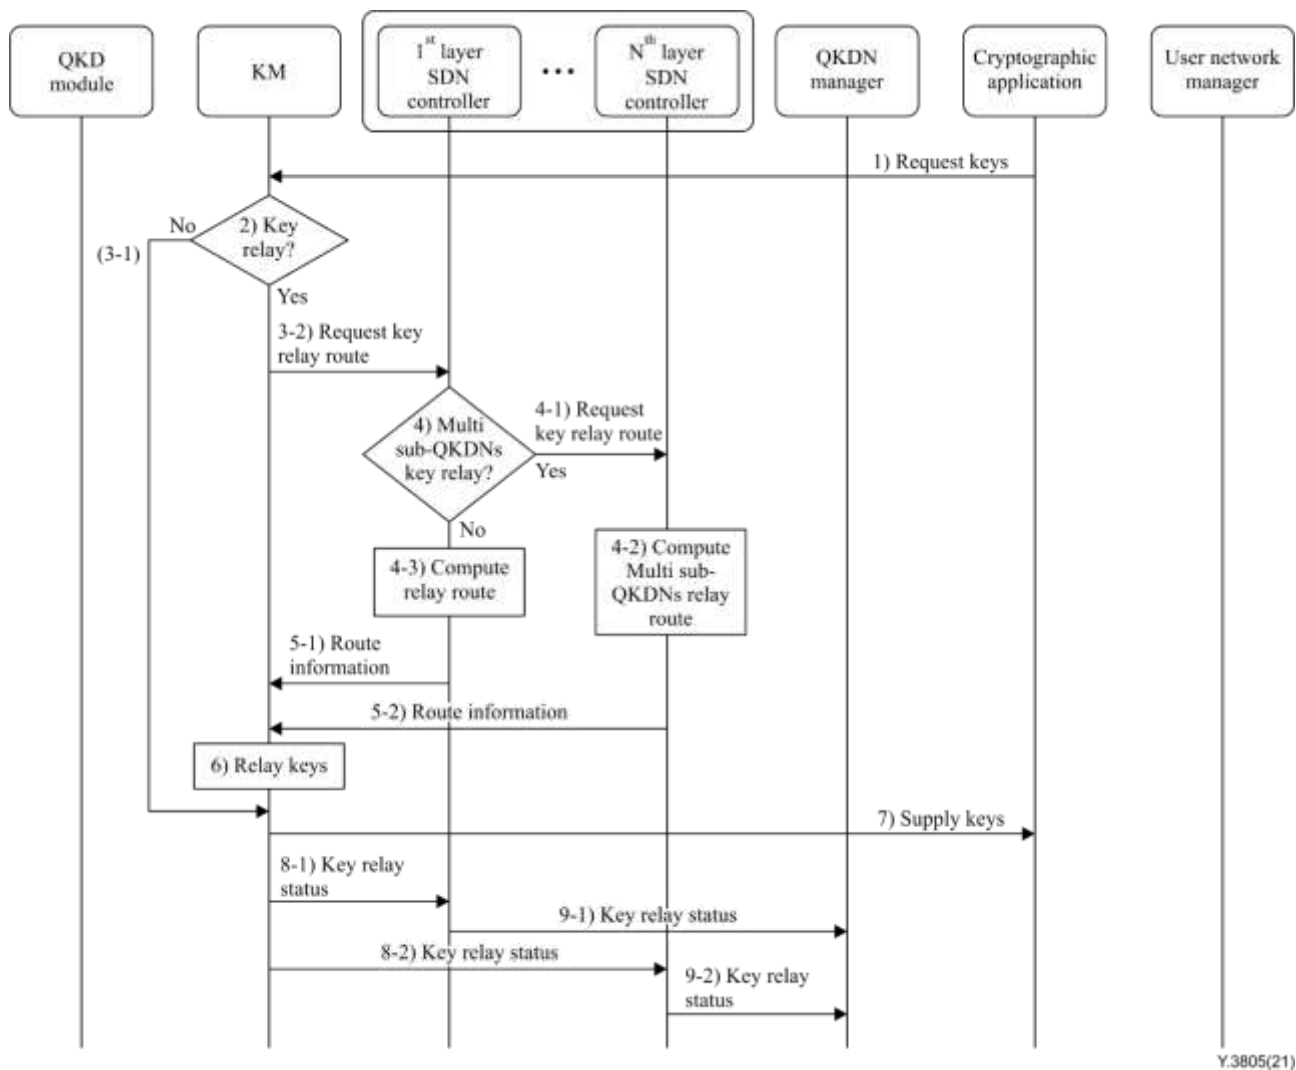 QKD
module
KM
1st layer
SDN
controller
...
Nth layer
SDN
controller
QKDN
manager
Cryptographic
application
User network
manager
1) Request keys
No
2) Key
relay?
(3-1)
Yes
3-2) Request key
relay route
4) Multi
sub-QKDNs
key relay?
4-1) Request
key relay route
Yes
No
4-3) Compute
relay route
4-2) Compute
Multi sub-
QKDNs relay
route
5-1) Route
information
5-2) Route information
6) Relay keys
7) Supply keys
8-1) Key relay
status
9-1) Key relay status
8-2) Key relay status
9-2) Key relay
status
Y.3805(21)